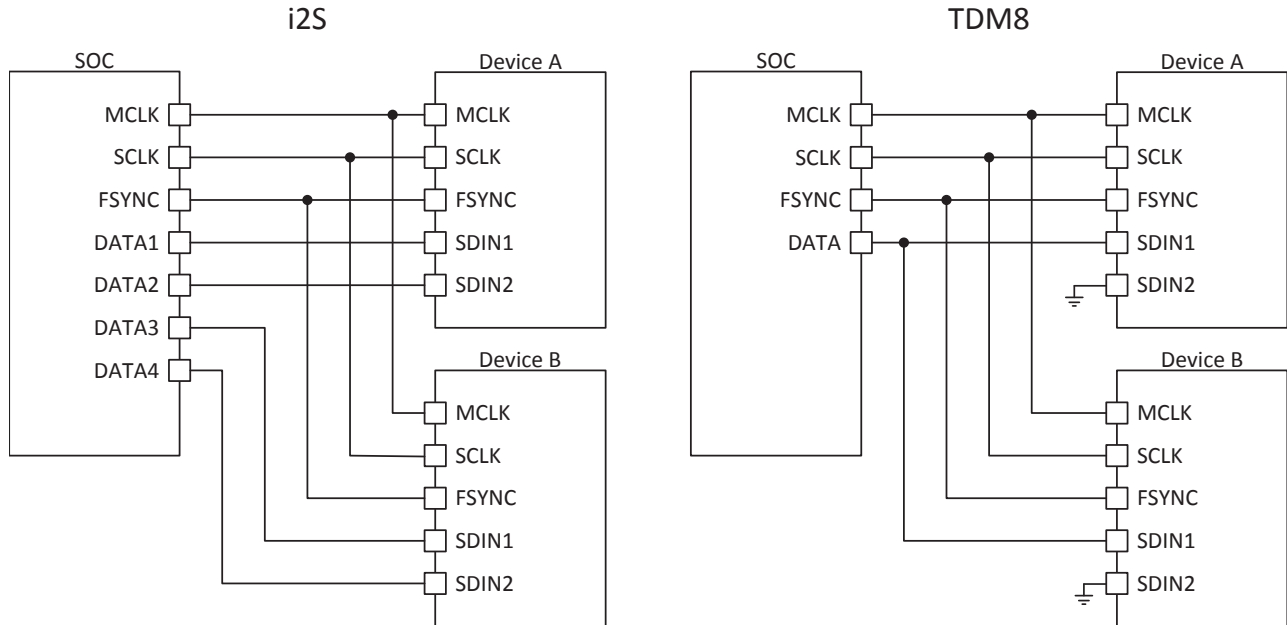 i2S
SOC
MCLK
SCLK
FSYNC
DATA1
DATA2
DATA3
DATA4
Device A
MCLK
SCLK
FSYNC
SDIN1
SDIN2
Device B
MCLK
SCLK
FSYNC
SDIN1
SDIN2
TDM8
SOC
MCLK
SCLK
FSYNC
DATA
Device A
MCLK
SCLK
FSYNC
SDIN1
SDIN2
Device B
MCLK
SCLK
FSYNC
SDIN1
SDIN2